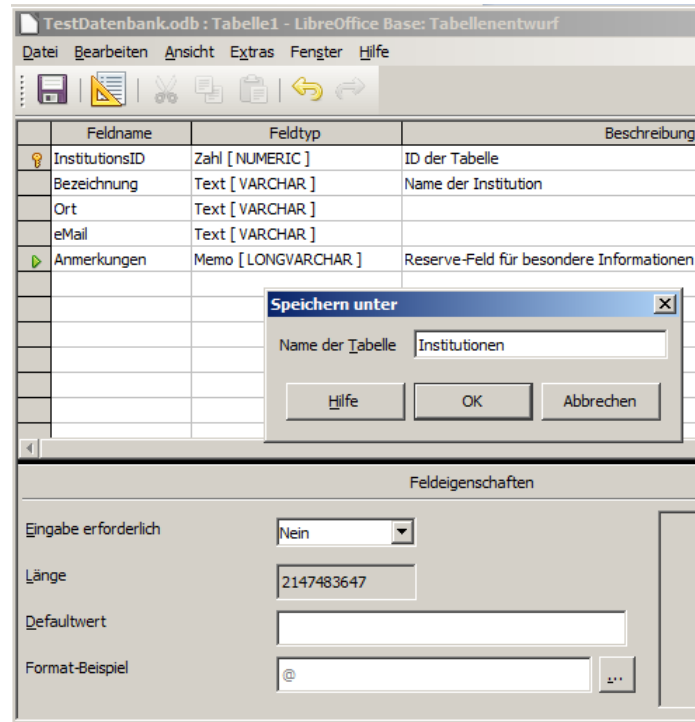 TestDatenbank.odb : Tabelle1 - LibreOffice Base: Tabellenentwurf
Datei Bearbeiten Ansicht Extras Fenster Hilfe
Feldname Feldtyp Beschreibung
InstitutionsID Zahl [ NUMERIC ] ID der Tabelle
Bezeichnung Text [ VARCHAR ] Name der Institution
Ort Text [ VARCHAR ]
eMail Text [ VARCHAR ]
Anmerkungen Memo [ LONGVARCHAR ] Reserve-Feld für besondere Informationen
Speichern unter
Name der Tabelle Institutionen
Hilfe OK Abbrechen
Feldeigenschaften
Eingabe erforderlich Nein
Länge 2147483647
Defaultwert
Format-Beispiel @ ...